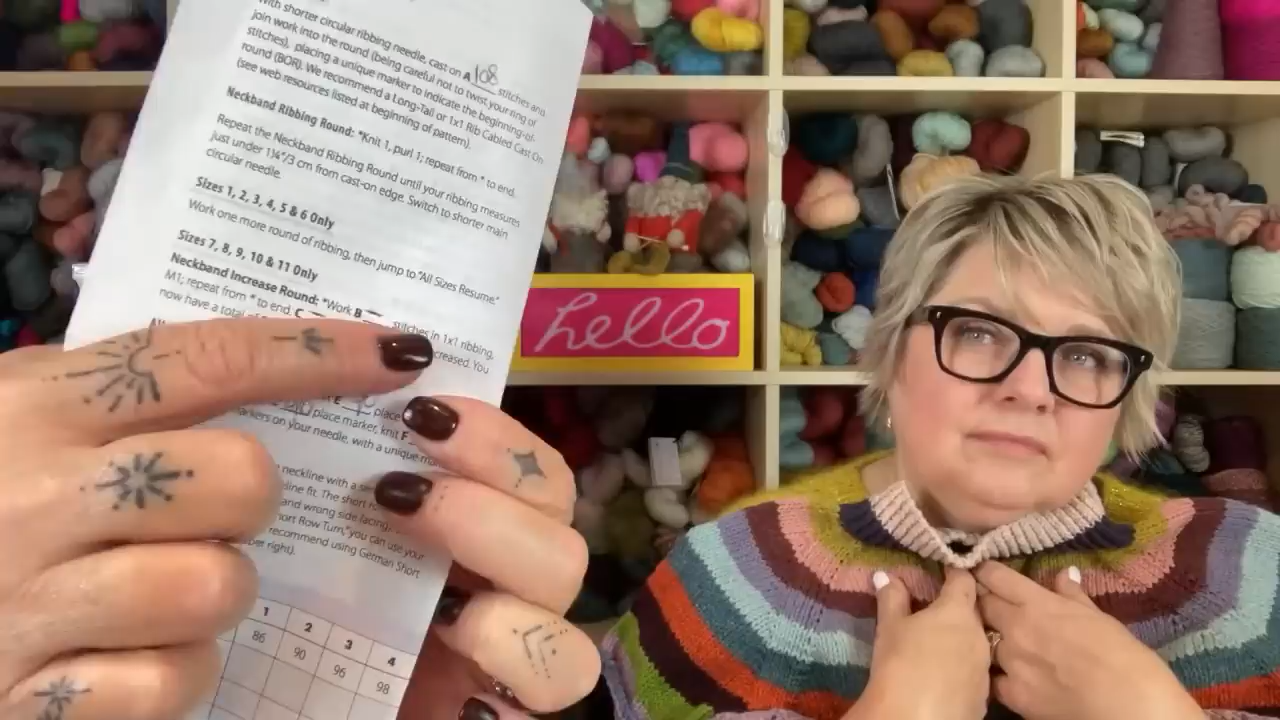 With shorter circular ribbing needle, cast on A 108 stitches and
join work into the round (being careful not to twist your ring of
stitches), placing a unique marker to indicate the beginning-of-
round (BOR). We recommend a Long-Tail or 1x1 Rib Cabled Cast On
(see web resources listed at beginning of pattern).
Neckband Ribbing Round: *Knit 1, purl 1; repeat from * to end.
Repeat the Neckband Ribbing Round until your ribbing measures
just under 1¼"/3 cm from cast-on edge. Switch to shorter main
circular needle.
Sizes 1, 2, 3, 4, 5 & 6 Only
Work one more round of ribbing, then jump to "All Sizes Resume."
Sizes 7, 8, 9, 10 & 11 Only
Neckband Increase Round: *Work B stitches in 1x1 ribbing,
M1; repeat from * to end. C creased. You
now have a total
E place
place marker, knit F
arkers on your needle, with a unique
neckline with a
line fit. The short
and wrong side facing.
ort Row Turn," you can use your
recommend using German Short
ber right).
1 2 3 4
86 90 96 98
hello